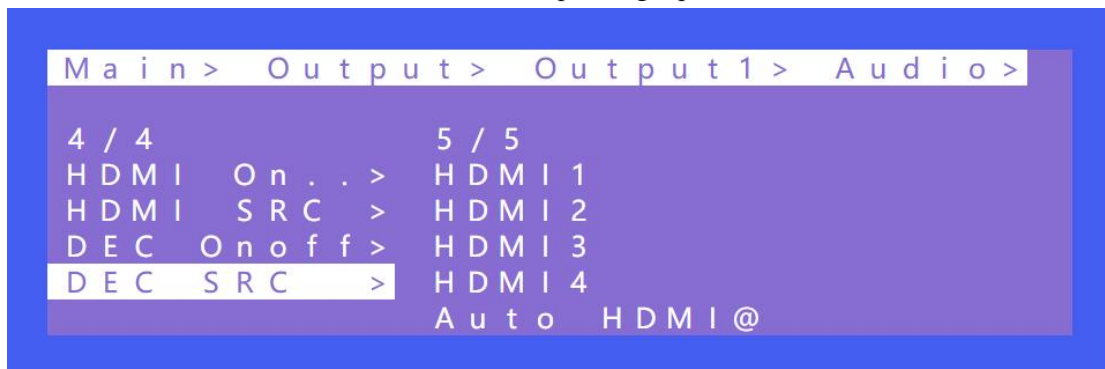 Main> Output> Output1> Audio>
4/4 5/5
HDMI On..> HDMI1
HDMI SRC > HDMI2
DEC Onoff> HDMI3
DEC SRC > HDMI4
Auto HDMI@